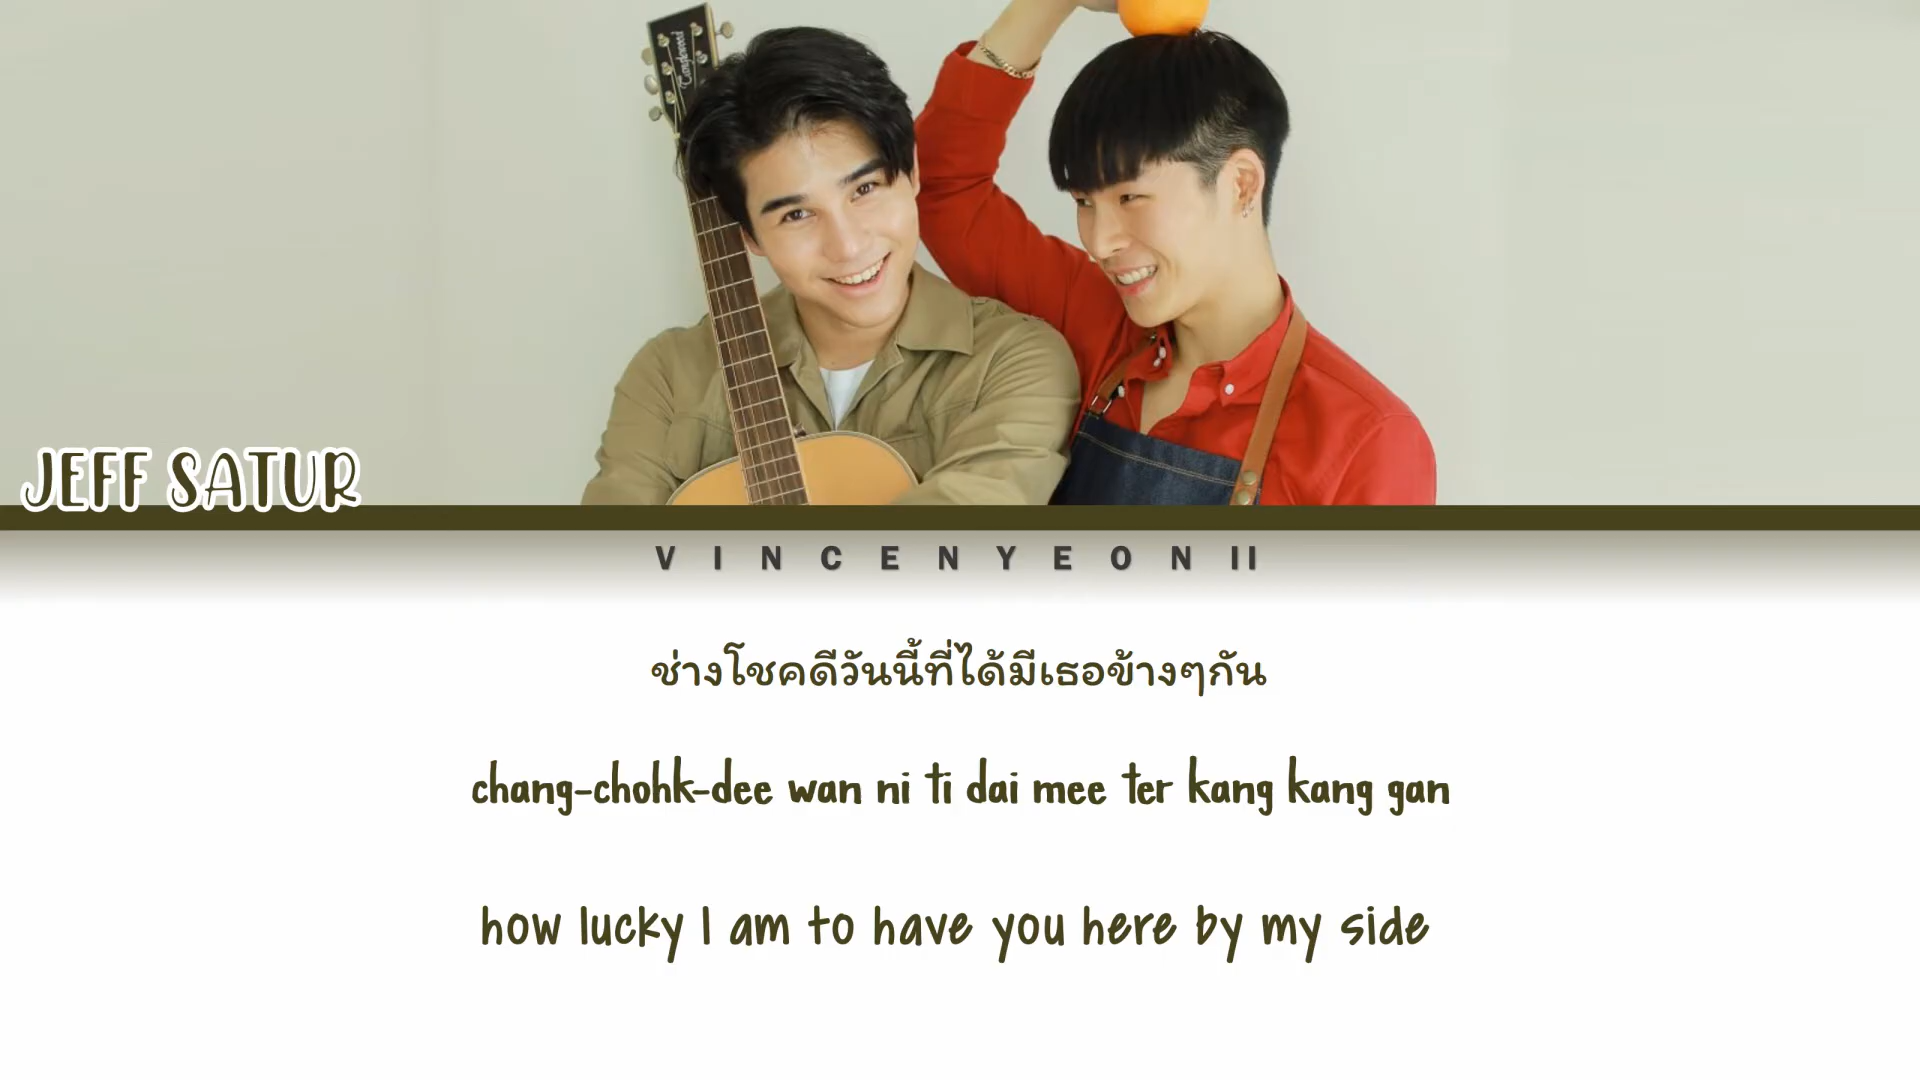 Tanglewood
JEFF SATUR
VINCENYEON II
ช่างโชคดีวันนี้ที่ได้มีเธอข้างๆกัน
chang-chohk-dee wan ni ti dai mee ter kang kang gan
how lucky I am to have you here by my side